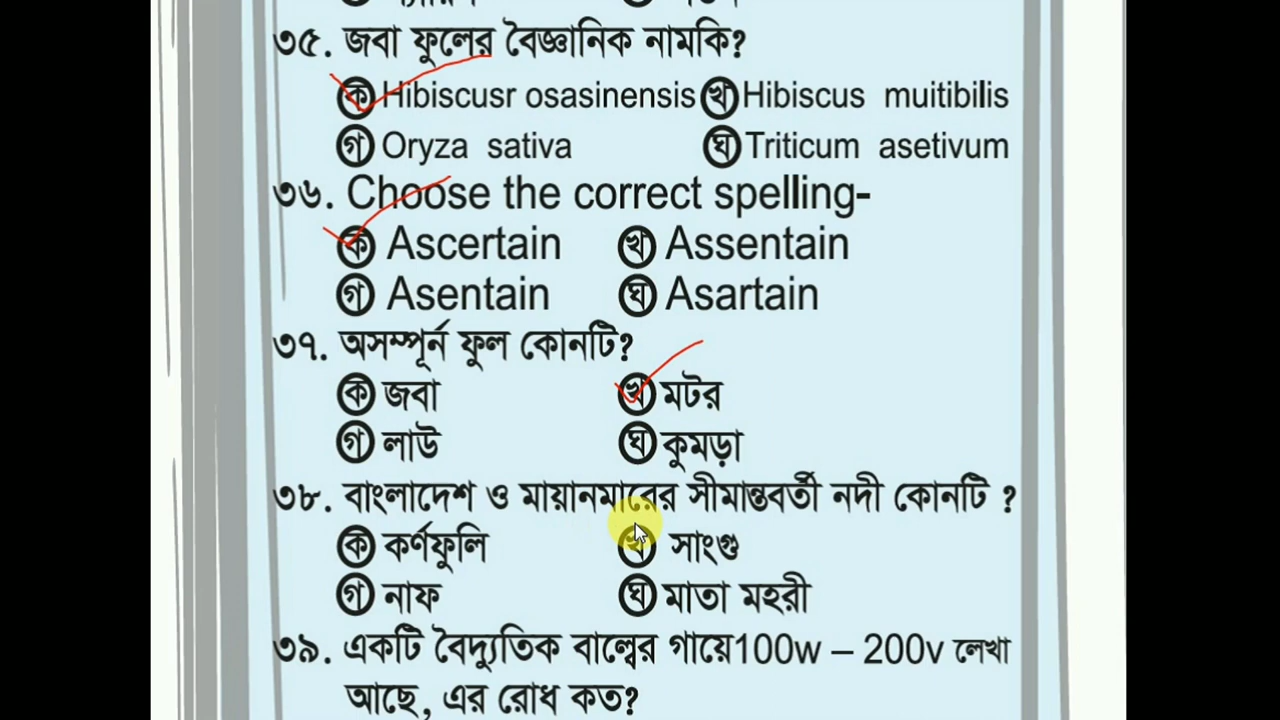 ৩৫. জবা ফুলের বৈজ্ঞানিক নামকি?
ক Hibiscusr osasinensis খ Hibiscus muitibilis
গ Oryza sativa ঘ Triticum asetivum
৩৬. Choose the correct spelling-
ক Ascertain খ Assentain
গ Asentain ঘ Asartain
৩৭. অসম্পূর্ন ফুল কোনটি?
ক জবা খ মটর
গ লাউ ঘ কুমড়া
৩৮. বাংলাদেশ ও মায়ানমারের সীমান্তবর্তী নদী কোনটি ?
ক কর্ণফুলি খ সাংগু
গ নাফ ঘ মাতা মহরী
৩৯. একটি বৈদ্যুতিক বাল্বের গায়ে100w – 200v লেখা
আছে, এর রোধ কত?